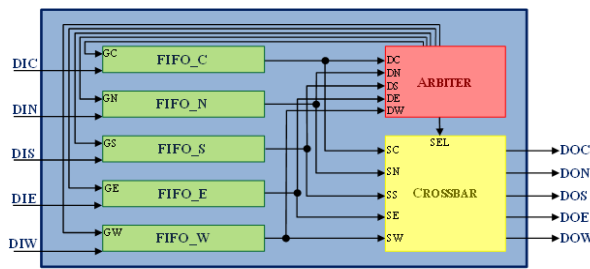 GC FIFO_C DC ARBITER
DIC
DN
DIN GN FIFO_N DS
DE
DW
DIS GS FIFO_S SEL
SC DOC
SN CROSSBAR DON
DIE GE FIFO_E SS DOS
SE DOE
DIW GW FIFO_W SW DOW